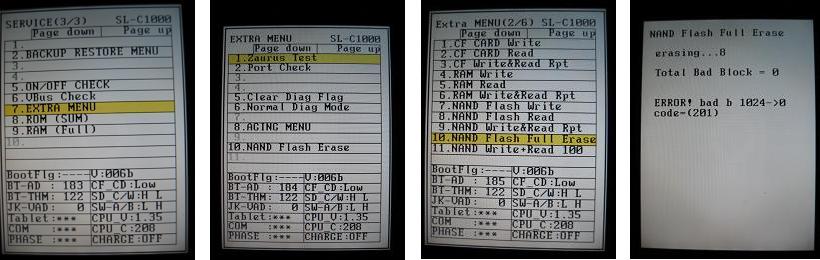 SERVICE(3/3) SL-C1000
Page down Page up
1.
2.BACKUP RESTORE MENU
3.
4.
5.ON/OFF CHECK
6.VBus Check
7.EXTRA MENU
8.ROM (SUM)
9.RAM (Full)
10.
BootFlg:-----V:006b
BT-AD : 183 CF_CD:Low
BT-THM: 122 SD_C/W:H L
JK-VAD: 0 SW-A/B:L H
Tablet:*** CPU_V:1.35
COM :*** CPU_C:208
PHASE :*** CHARGE:OFF
EXTRA MENU SL-C1000
Page down Page up
1.Zaurus Test
2.Port Check
3.
4.
5.Clear Diag Flag
6.Normal Diag Mode
7.
8.AGING MENU
9.
10.NAND Flash Erase
11.
BootFlg:-----V:006b
BT-AD : 184 CF_CD:Low
BT-THM: 122 SD_C/W:H L
JK-VAD: 0 SW-A/B:L H
Tablet:*** CPU_V:1.35
COM :*** CPU_C:208
PHASE :*** CHARGE:OFF
Extra MENU(2/6) SL-C1000
Page down Page up
1.CF CARD Write
2.CF CARD Read
3.CF Write&Read Rpt
4.RAM Write
5.RAM Read
6.RAM Write&Read Rpt
7.NAND Flash Write
8.NAND Flash Read
9.NAND Write&Read Rpt
10.NAND Flash Full Erase
11.NAND Write+Read 100
BootFlg:-----V:006b
BT-AD : 185 CF_CD:Low
BT-THM: 122 SD_C/W:H L
JK-VAD: 0 SW-A/B:L H
Tablet:*** CPU_V:1.35
COM :*** CPU_C:208
PHASE :*** CHARGE:OFF
NAND Flash Full Erase
erasing...8
Total Bad Block = 0
ERROR! bad b 1024->0
code=(201)